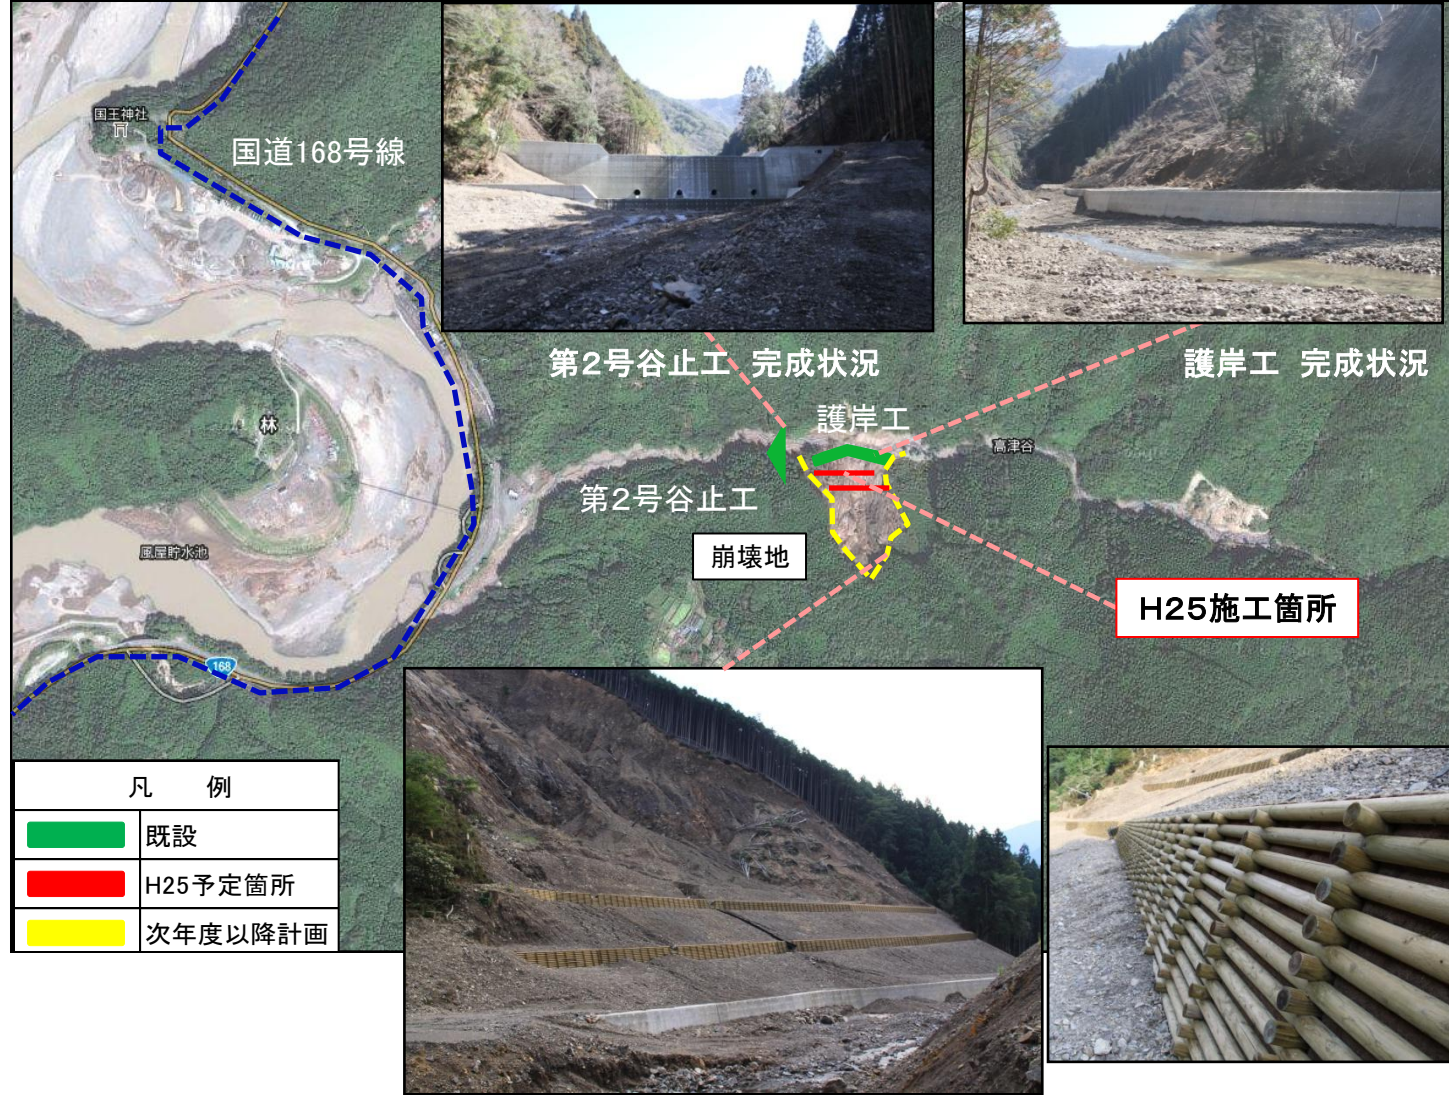 国王神社
国道168号線
第2号谷止工 完成状況
護岸工 完成状況
護岸工
林
高津谷
第2号谷止工
風屋貯水池
崩壊地
H25施工箇所
168
凡 例
既設
H25予定箇所
次年度以降計画